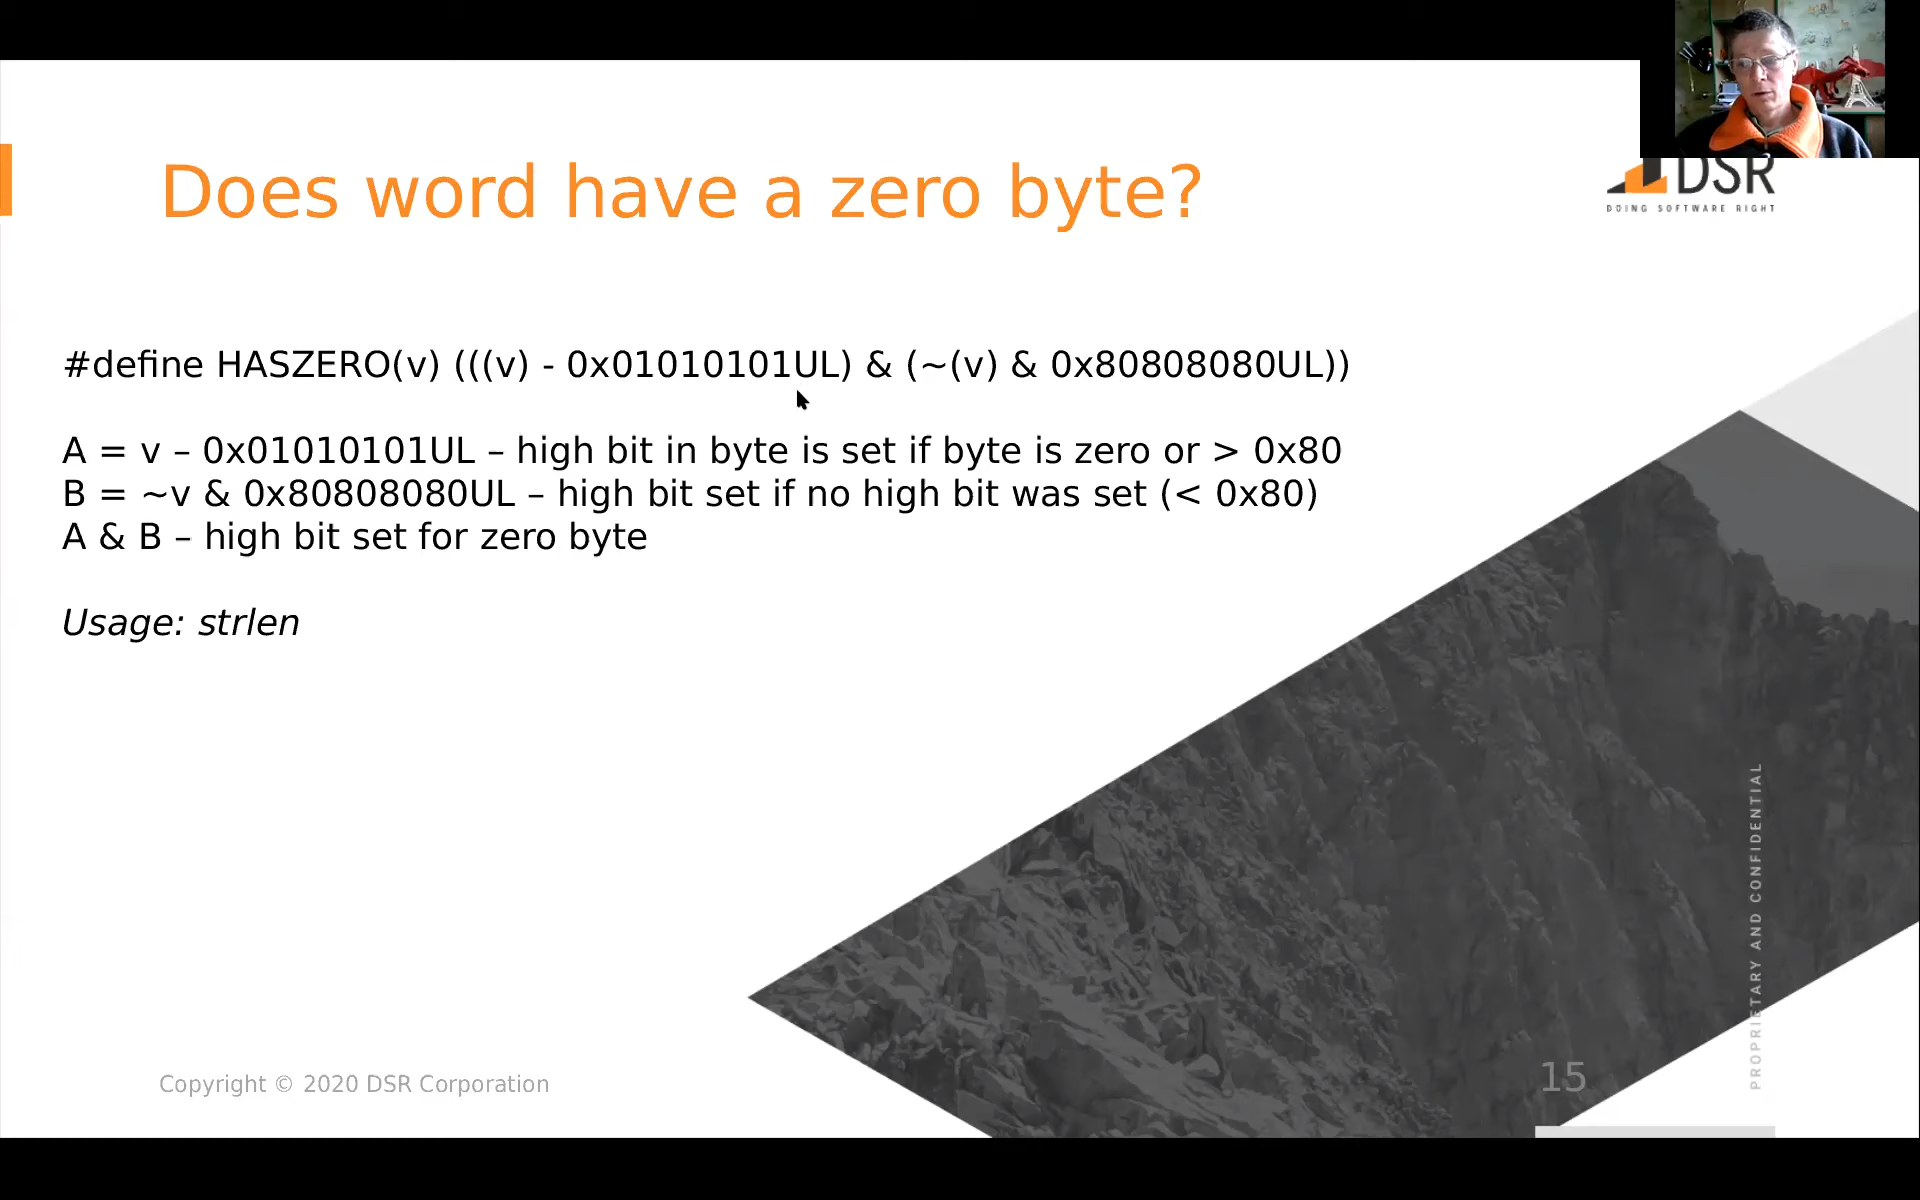 Does word have a zero byte?
DSR
DOING SOFTWARE RIGHT
#define HASZERO(v) (((v) - 0x01010101UL) & (~(v) & 0x80808080UL))
A = v – 0x01010101UL – high bit in byte is set if byte is zero or > 0x80
B = ~v & 0x80808080UL – high bit set if no high bit was set (< 0x80)
A & B – high bit set for zero byte
Usage: strlen
PROPRIETARY AND CONFIDENTIAL
Copyright © 2020 DSR Corporation
15